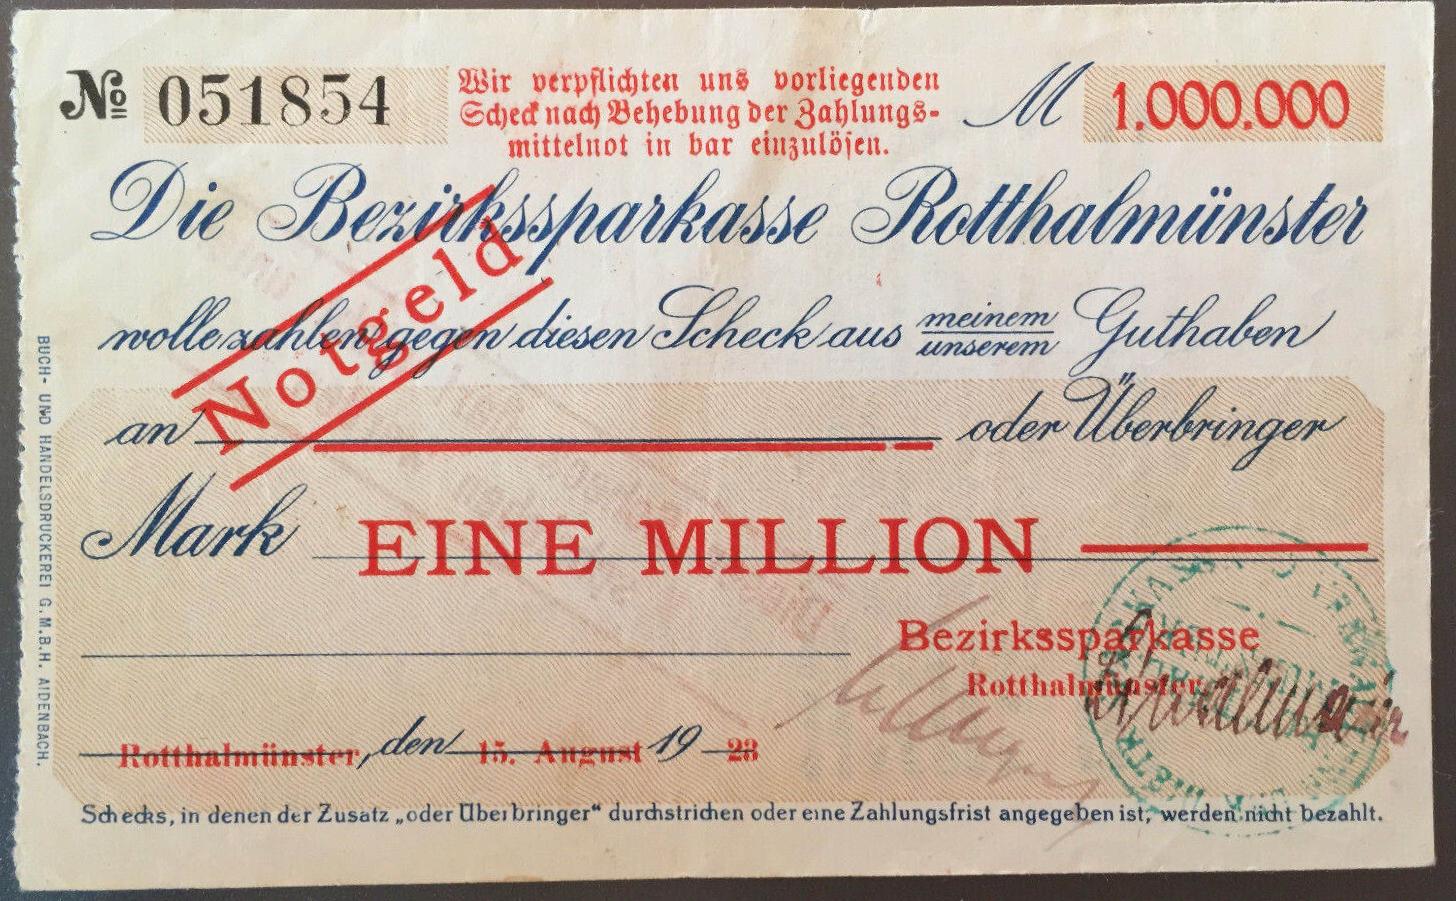 № 051854
Wir verpflichten uns vorliegenden
Scheck nach Behebung der Zahlungs-
mittelnot in bar einzulösen.
M 1.000.000
Die Bezirkssparkasse Rotthalmünster
Notgeld
wolle zahlen gegen diesen Scheck aus meinem Guthaben
unserem
an oder Überbringer
Mark EINE MILLION
Bezirkssparkasse
Rotthalmünster
Rotthalmünster, den 15. August 19 23
Schecks, in denen der Zusatz „oder Überbringer“ durchstrichen oder eine Zahlungsfrist angegeben ist, werden nicht bezahlt.
BUCH- UND HANDELSDRUCKEREI G.M.B.H. AIDENBACH.